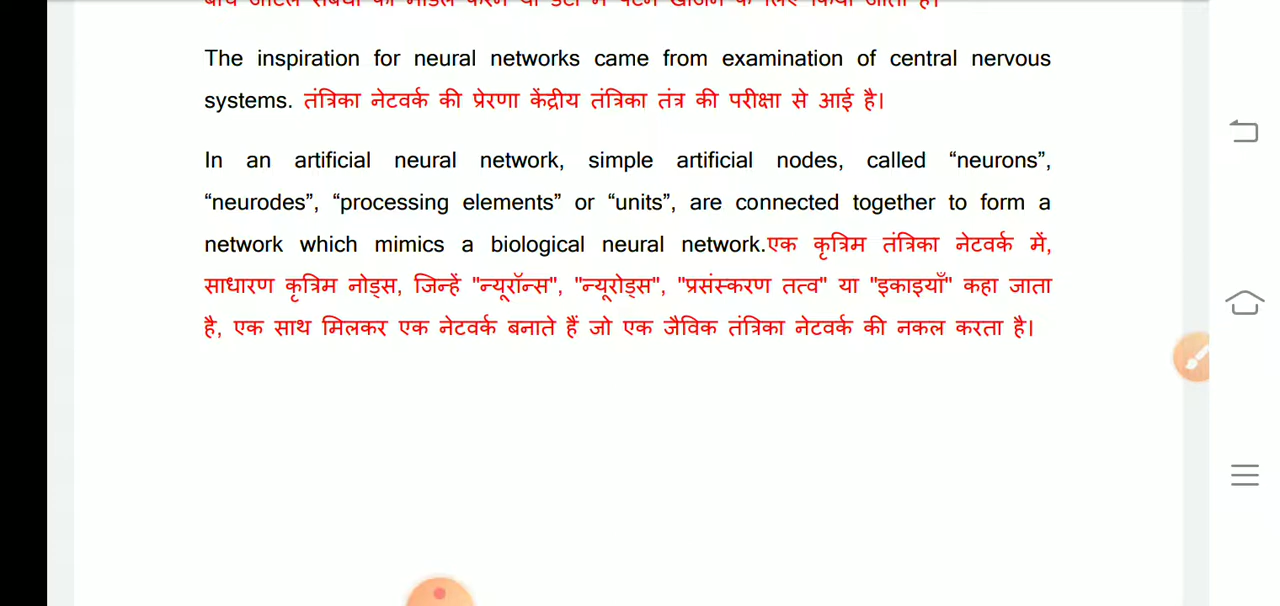 The inspiration for neural networks came from examination of central nervous
systems. तंत्रिका नेटवर्क की प्रेरणा केंद्रीय तंत्रिका तंत्र की परीक्षा से आई है।
In an artificial neural network, simple artificial nodes, called “neurons”,
“neurodes”, “processing elements” or “units”, are connected together to form a
network which mimics a biological neural network.एक कृत्रिम तंत्रिका नेटवर्क में,
साधारण कृत्रिम नोड्स, जिन्हें "न्यूरॉन्स", "न्यूरोड्स", "प्रसंस्करण तत्व" या "इकाइयाँ" कहा जाता
है, एक साथ मिलकर एक नेटवर्क बनाते हैं जो एक जैविक तंत्रिका नेटवर्क की नकल करता है।